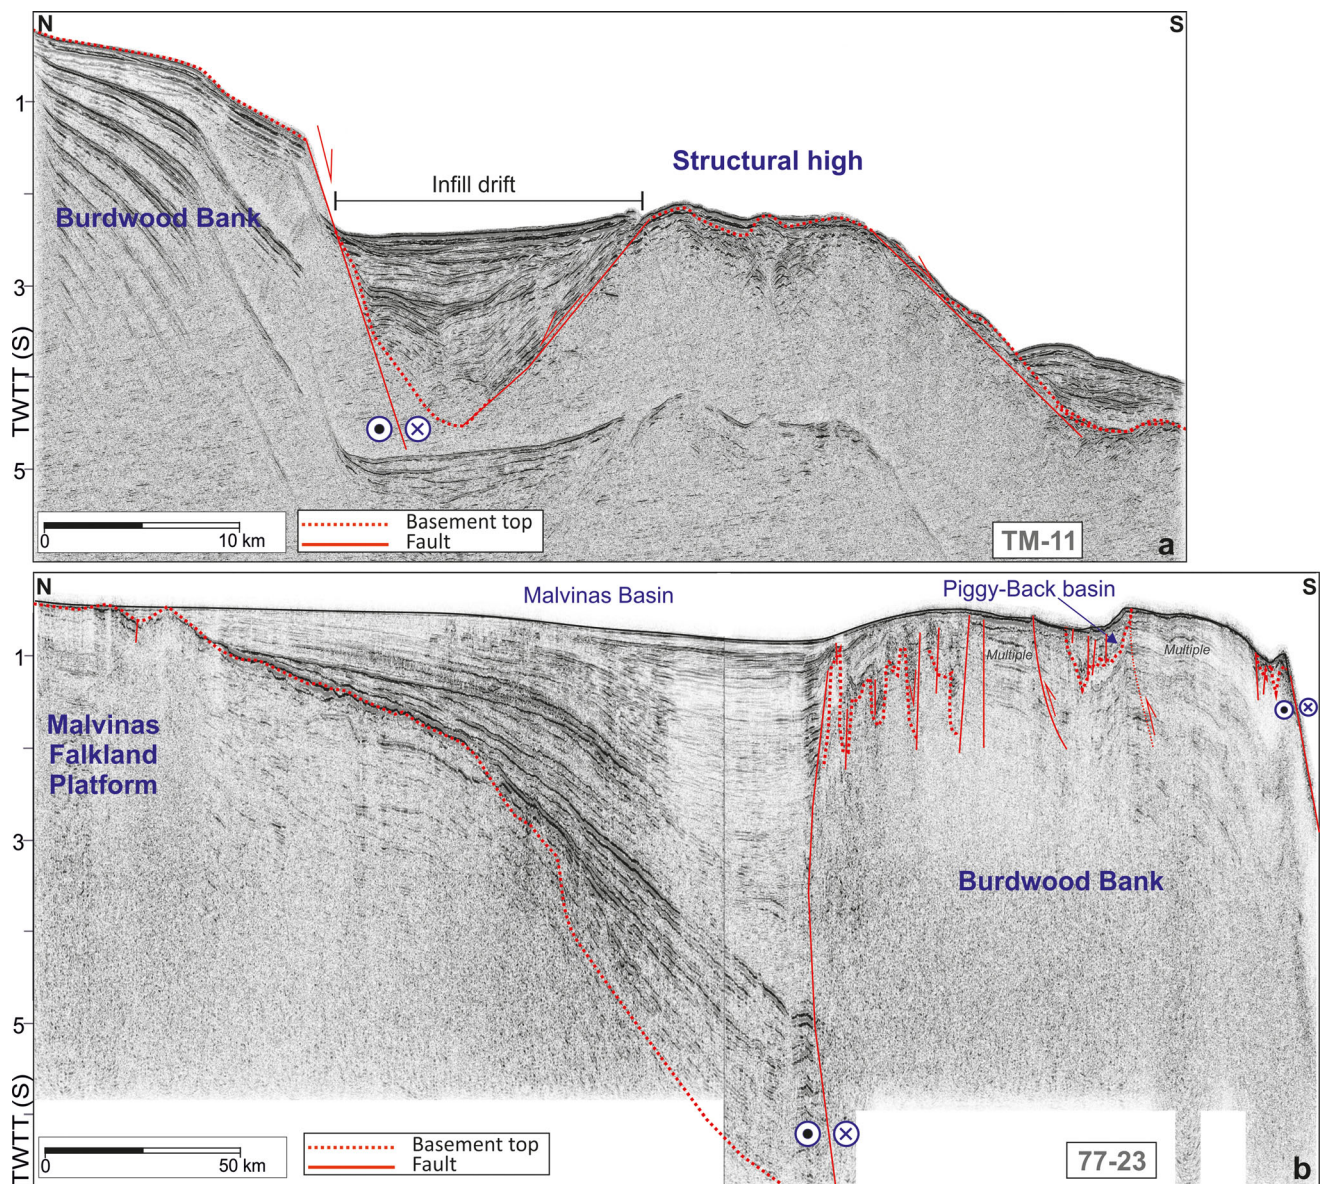 N
S
Structural high
Infill drift
Burdwood Bank
1
3
5
TWTT (S)
0
10 km
Basement top
Fault
TM-11
a
N
S
Malvinas Basin
Piggy-Back basin
Multiple
Multiple
Malvinas
Falkland
Platform
Burdwood Bank
1
3
5
TWTT (S)
0
50 km
Basement top
Fault
77-23
b